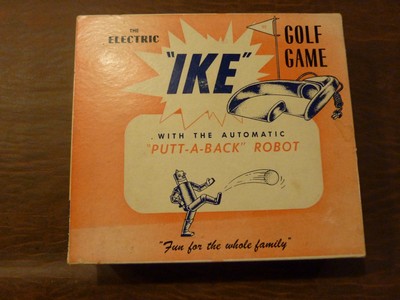 THE
ELECTRIC
"IKE"
GOLF
GAME
WITH THE AUTOMATIC
"PUTT-A-BACK" ROBOT
"Fun for the whole family"